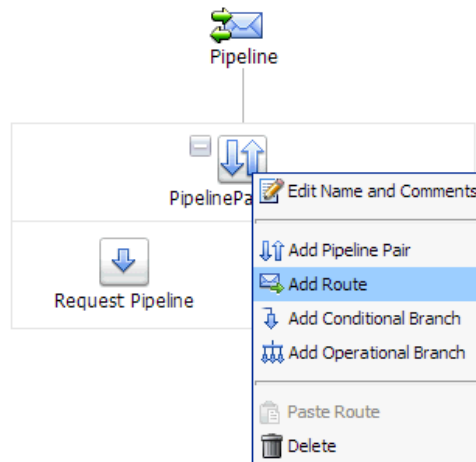 Pipeline
PipelinePa
Edit Name and Comments
Add Pipeline Pair
Add Route
Request Pipeline
Add Conditional Branch
Add Operational Branch
Paste Route
Delete